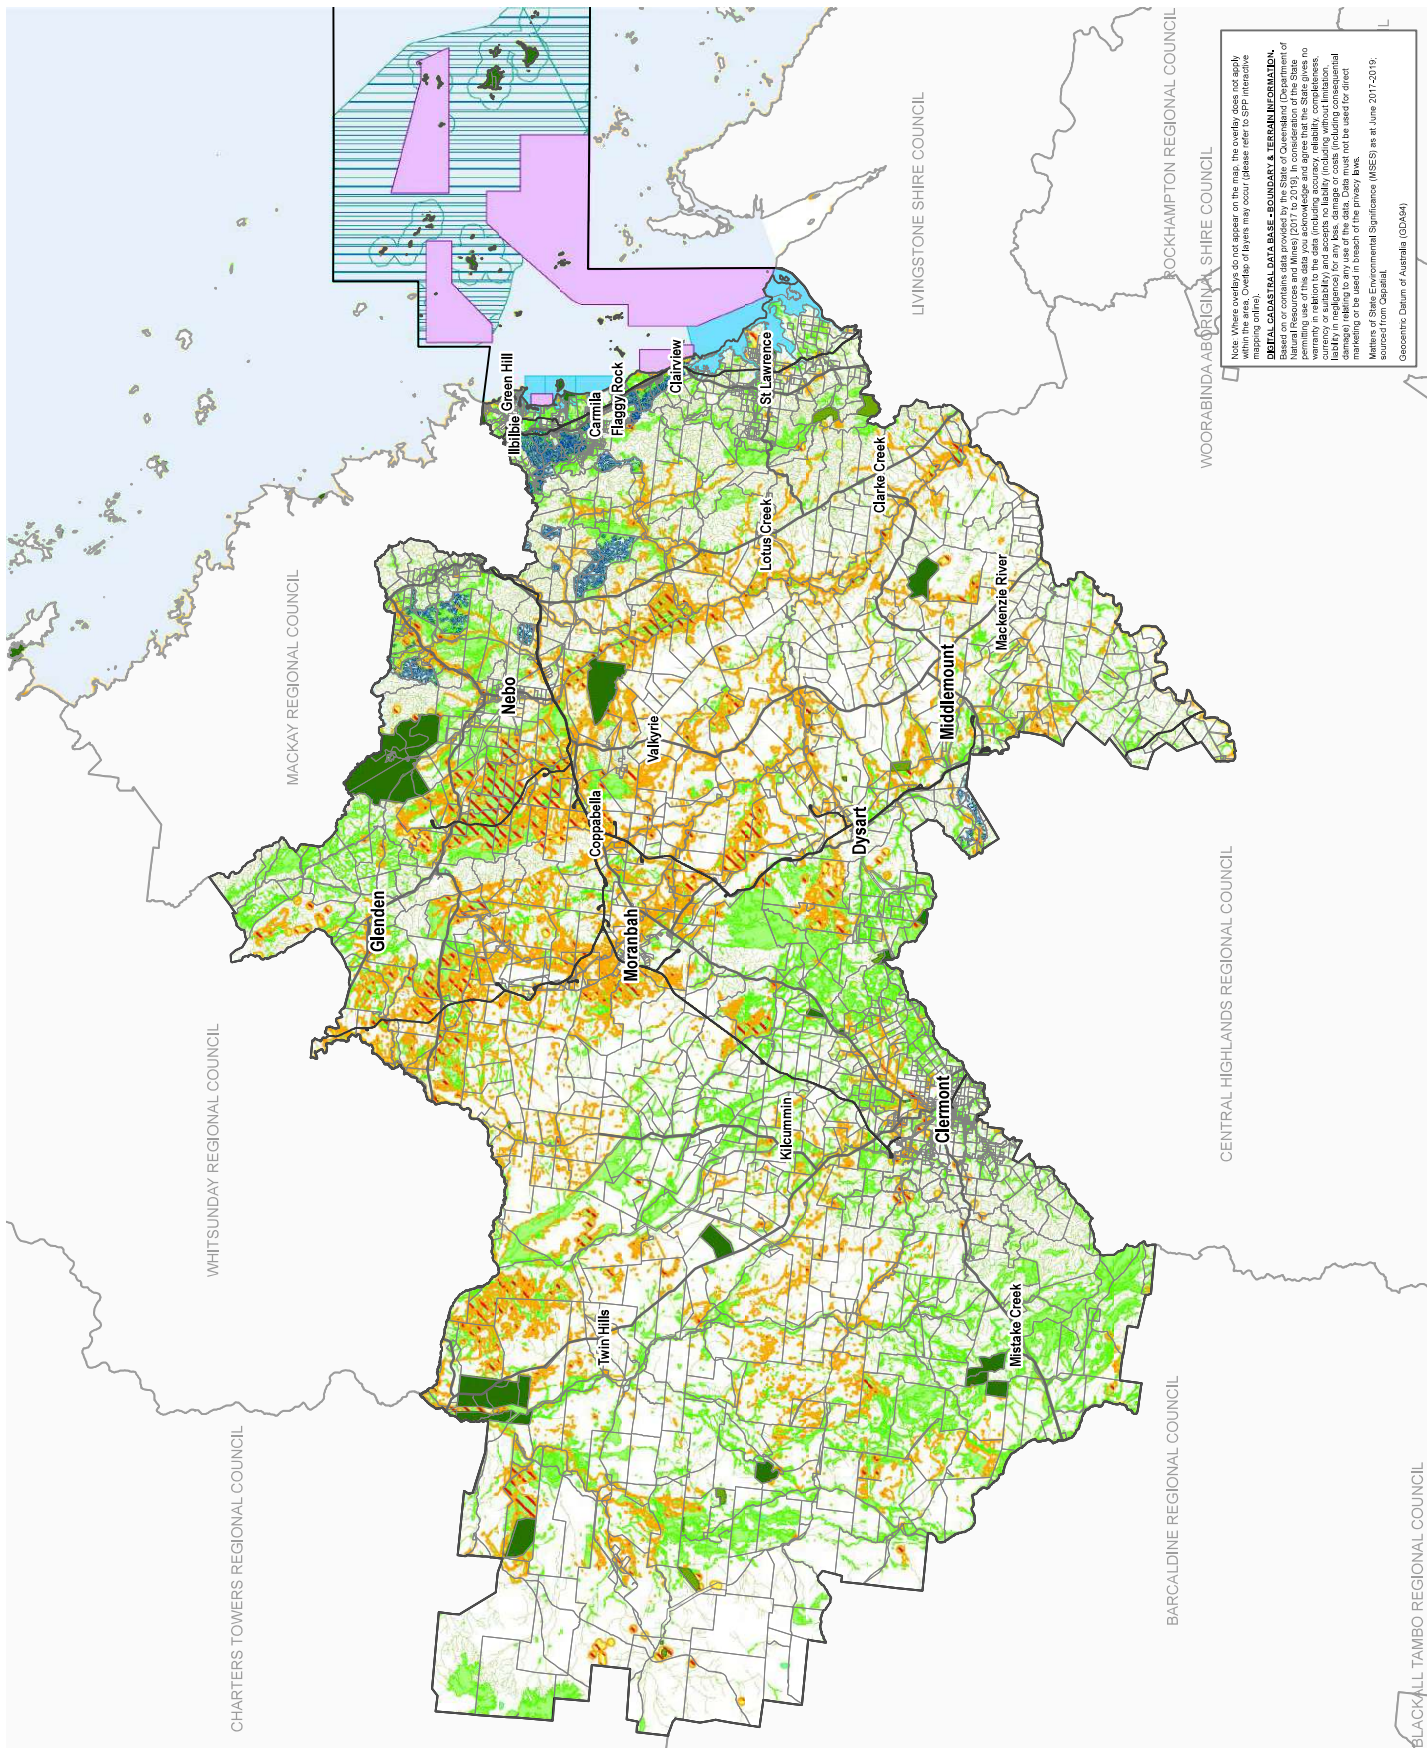 MACKAY REGIONAL COUNCIL
WHITSUNDAY REGIONAL COUNCIL
CHARTERS TOWERS REGIONAL COUNCIL
LIVINGSTONE SHIRE COUNCIL
ROCKHAMPTON REGIONAL COUNCIL
WOORABINDA ABORIGINAL SHIRE COUNCIL
CENTRAL HIGHLANDS REGIONAL COUNCIL
BARCALDINE REGIONAL COUNCIL
BLACKALL TAMBO REGIONAL COUNCIL
IL
Glenden
Nebo
Ilbilbie
Green Hill
Carmila
Flaggy Rock
Clairview
St Lawrence
Twin Hills
Moranbah
Coppabella
Valkyrie
Lotus Creek
Kilcummin
Dysart
Clarke Creek
Clermont
Middlemount
Mackenzie River
Mistake Creek
Note: Where overlays do not appear on the map, the overlay does not apply
within the area. Overlap of layers may occur (please refer to SPP interactive
mapping online).
DIGITAL CADASTRAL DATA BASE - BOUNDARY & TERRAIN INFORMATION.
Based on or contains data provided by the State of Queensland (Department of
Natural Resources and Mines) [2017 to 2019]. In consideration of the State
permitting use of this data you acknowledge and agree that the State gives no
warranty in relation to the data (including accuracy, reliability, completeness,
currency or suitability) and accepts no liability (including without limitation,
liability in negligence) for any loss, damage or costs (including consequential
damage) relating to any use of the data. Data must not be used for direct
marketing or be used in breach of the privacy laws.
Matters of State Environmental Significance (MSES) as at June 2017-2019;
sourced from Qspatial.
Geocentric Datum of Australia (GDA94)